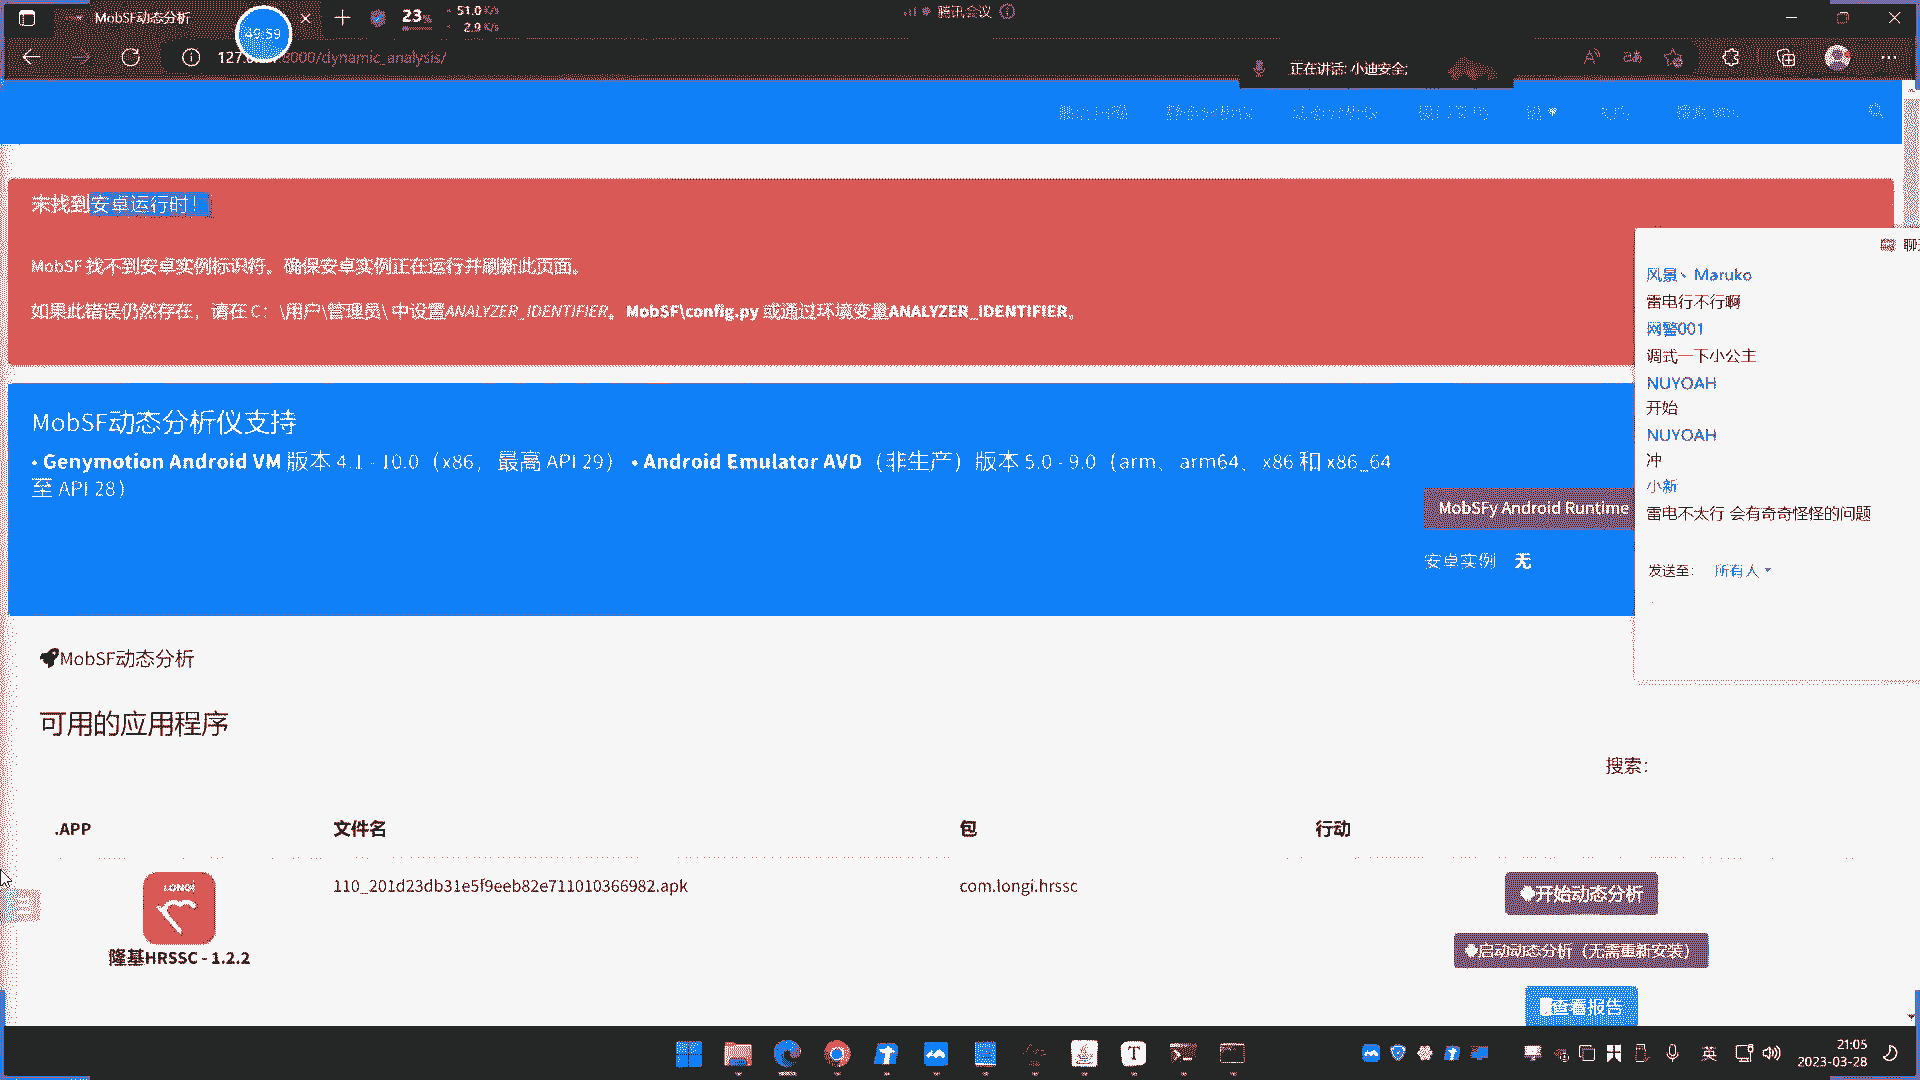 MobSF动态分析
49:59
23%
51.0 K/s
2.9 K/s
腾讯会议
:8000/dynamic_analysis/
正在讲话: 小迪安全;
未找到安卓运行时！
MobSF 找不到安卓实例标识符。确保安卓实例正在运行并刷新此页面。
如果此错误仍然存在，请在 C：\用户\管理员\ 中设置ANALYZER_IDENTIFIER。MobSF\config.py 或通过环境变量ANALYZER_IDENTIFIER。
风景、Maruko
雷电行不行啊
网警001
调式一下小公主
NUYOAH
开始
NUYOAH
冲
小新
雷电不太行 会有奇奇怪怪的问题
发送至:
所有人
MobSF动态分析仪支持
• Genymotion Android VM 版本 4.1 - 10.0（x86，最高 API 29） • Android Emulator AVD（非生产）版本 5.0 - 9.0（arm、arm64、x86 和 x86_64
至 API 28）
MobSFy Android Runtime
安卓实例 无
MobSF动态分析
可用的应用程序
搜索：
.APP
文件名
包
行动
LONGi
110_201d23db31e5f9eeb82e711010366982.apk
com.longi.hrssc
开始动态分析
隆基HRSSC - 1.2.2
启动动态分析（无需重新安装）
查看报告
英
21:05
2023-03-28